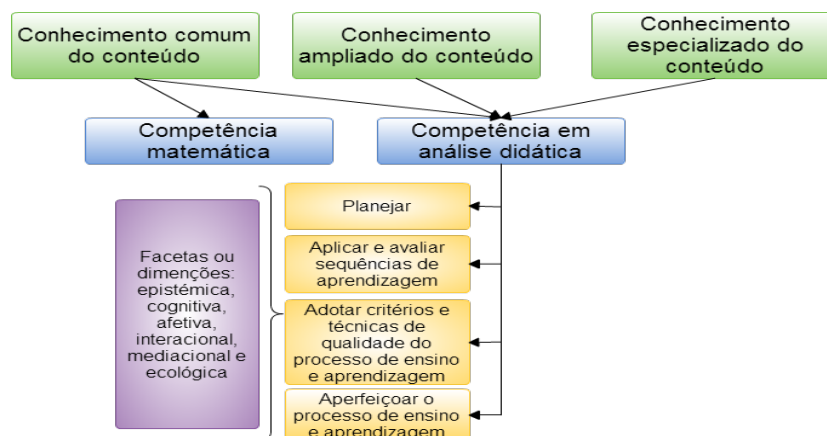 Conhecimento comum
do conteúdo
Conhecimento
ampliado do conteúdo
Conhecimento
especializado do
conteúdo
Competência
matemática
Competência em
análise didática
Planejar
Aplicar e avaliar
sequências de
aprendizagem
Adotar critérios e
técnicas de
qualidade do
processo de ensino
e aprendizagem
Aperfeiçoar o
processo de ensino
e aprendizagem
Facetas ou
dimenções:
epistémica,
cognitiva,
afetiva,
interacional,
mediacional e
ecológica